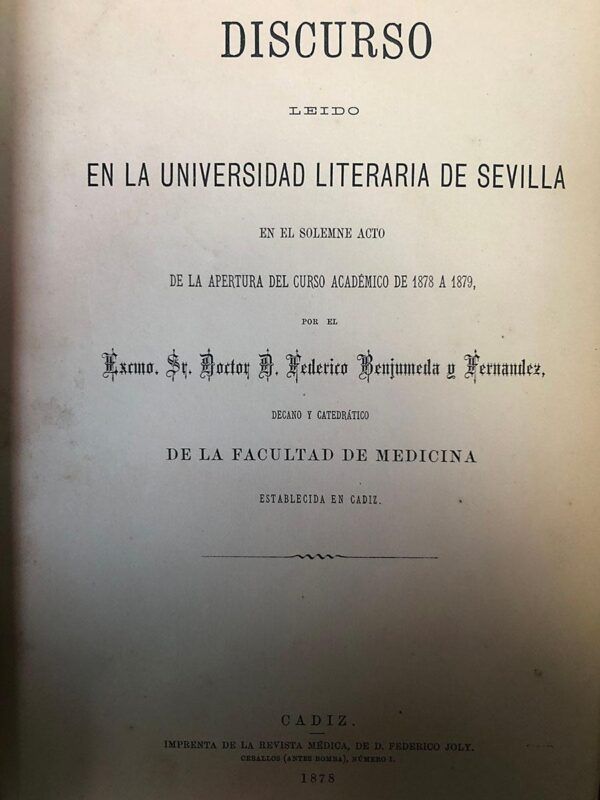 DISCURSO
LEIDO
EN LA UNIVERSIDAD LITERARIA DE SEVILLA
EN EL SOLEMNE ACTO
DE LA APERTURA DEL CURSO ACADÉMICO DE 1878 A 1879,
POR EL
Excmo. Sr. Doctor D. Federico Benjumeda y Fernandez,
DECANO Y CATEDRÁTICO
DE LA FACULTAD DE MEDICINA
ESTABLECIDA EN CADIZ.
CADIZ.
IMPRENTA DE LA REVISTA MÉDICA, DE D. FEDERICO JOLY.
CEBALLOS (ANTES BOMBA), NÚMERO 1.
1878